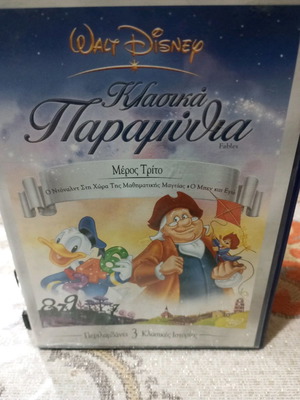 WALT DISNEY
Κλασικά
Παραμύθια
Fables
Μέρος Τρίτο
Ο Ντόναλντ Στη Χώρα Της Μαθηματικής Μαγείας • Ο Μπεν και Εγώ
Περιλαμβάνει 3 Κλασικές Ιστορίες